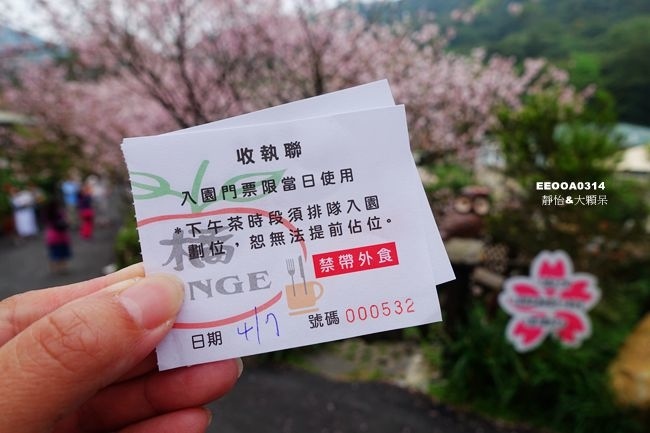 收執聯
入園門票限當日使用
*下午茶時段須排隊入園
劃位，恕無法提前佔位。
禁帶外食
橘
NGE
日期 4/7 號碼 000532
EEOOA0314
靜怡&大顆呆